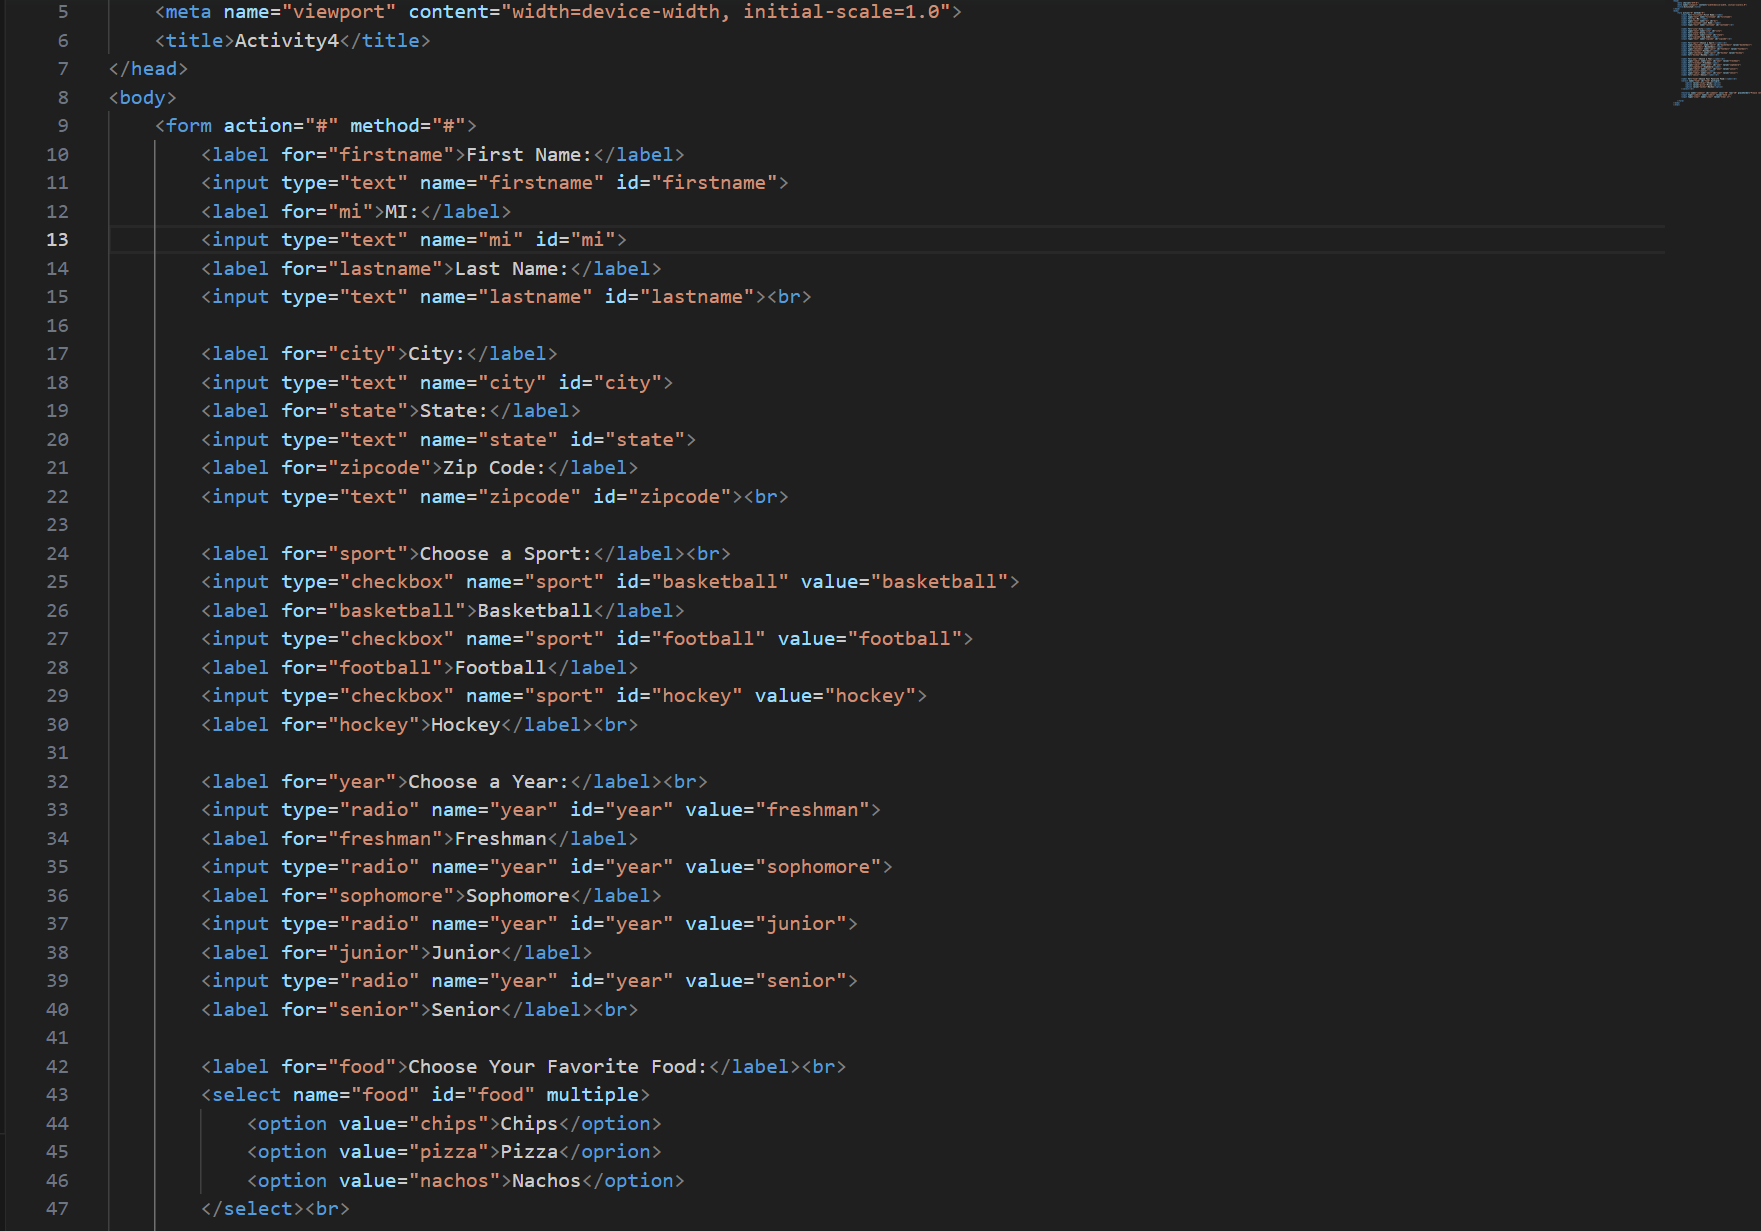 5 <meta name="viewport" content="width=device-width, initial-scale=1.0">
6 <title>Activity4</title>
7 </head>
8 <body>
9 <form action="#" method="#">
10 <label for="firstname">First Name:</label>
11 <input type="text" name="firstname" id="firstname">
12 <label for="mi">MI:</label>
13 <input type="text" name="mi" id="mi">
14 <label for="lastname">Last Name:</label>
15 <input type="text" name="lastname" id="lastname"><br>
16
17 <label for="city">City:</label>
18 <input type="text" name="city" id="city">
19 <label for="state">State:</label>
20 <input type="text" name="state" id="state">
21 <label for="zipcode">Zip Code:</label>
22 <input type="text" name="zipcode" id="zipcode"><br>
23
24 <label for="sport">Choose a Sport:</label><br>
25 <input type="checkbox" name="sport" id="basketball" value="basketball">
26 <label for="basketball">Basketball</label>
27 <input type="checkbox" name="sport" id="football" value="football">
28 <label for="football">Football</label>
29 <input type="checkbox" name="sport" id="hockey" value="hockey">
30 <label for="hockey">Hockey</label><br>
31
32 <label for="year">Choose a Year:</label><br>
33 <input type="radio" name="year" id="year" value="freshman">
34 <label for="freshman">Freshman</label>
35 <input type="radio" name="year" id="year" value="sophomore">
36 <label for="sophomore">Sophomore</label>
37 <input type="radio" name="year" id="year" value="junior">
38 <label for="junior">Junior</label>
39 <input type="radio" name="year" id="year" value="senior">
40 <label for="senior">Senior</label><br>
41
42 <label for="food">Choose Your Favorite Food:</label><br>
43 <select name="food" id="food" multiple>
44 <option value="chips">Chips</option>
45 <option value="pizza">Pizza</oprion>
46 <option value="nachos">Nachos</option>
47 </select><br>